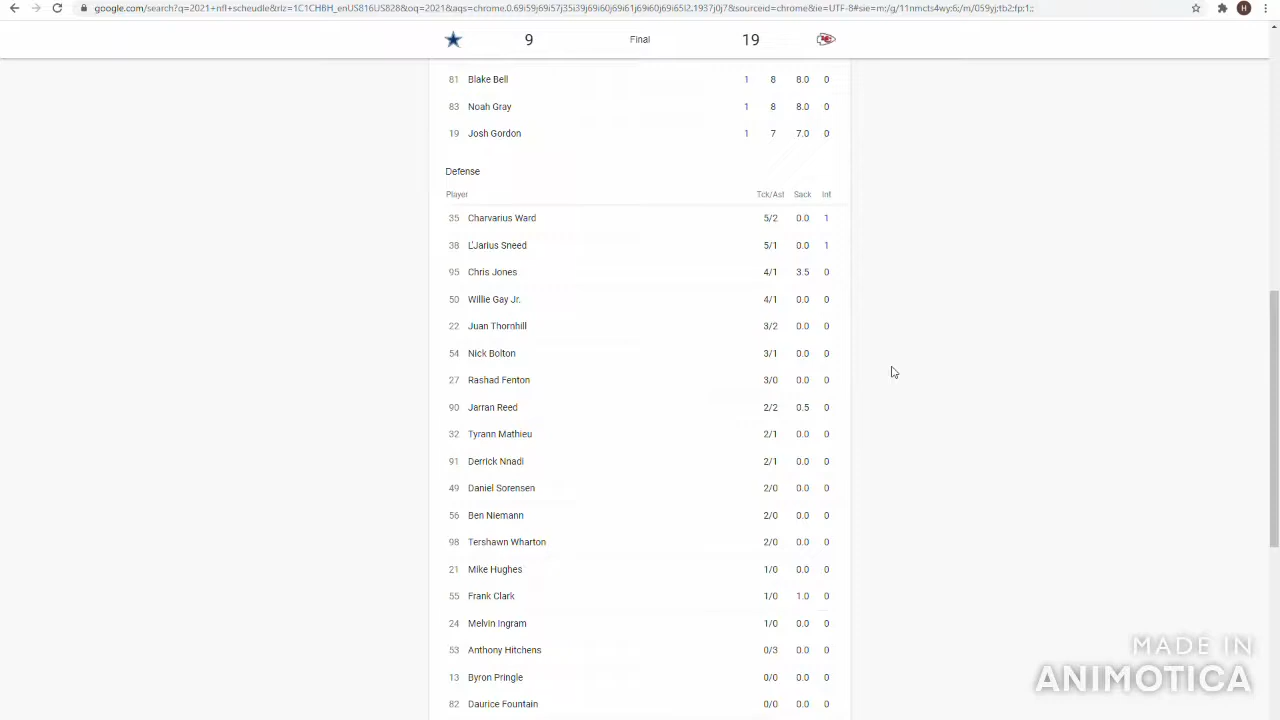 google.com/search?q=2021+nfl+scheudle&rlz=1C1CHBH_enUS816US828&oq=2021&aqs=chrome.0.69i59j69i57j35i39j69i60j69i61j69i60j69i65l2.1937j0j7&sourceid=chrome&ie=UTF-8#sie=m;/g/11nmcts4wy;6;/m/059yj;tb2;fp;1;;
H
9 Final 19
81 Blake Bell 1 8 8.0 0
83 Noah Gray 1 8 8.0 0
19 Josh Gordon 1 7 7.0 0
Defense
Player Tck/Ast Sack Int
35 Charvarius Ward 5/2 0.0 1
38 L'Jarius Sneed 5/1 0.0 1
95 Chris Jones 4/1 3.5 0
50 Willie Gay Jr. 4/1 0.0 0
22 Juan Thornhill 3/2 0.0 0
54 Nick Bolton 3/1 0.0 0
27 Rashad Fenton 3/0 0.0 0
90 Jarran Reed 2/2 0.5 0
32 Tyrann Mathieu 2/1 0.0 0
91 Derrick Nnadi 2/1 0.0 0
49 Daniel Sorensen 2/0 0.0 0
56 Ben Niemann 2/0 0.0 0
98 Tershawn Wharton 2/0 0.0 0
21 Mike Hughes 1/0 0.0 0
55 Frank Clark 1/0 1.0 0
24 Melvin Ingram 1/0 0.0 0
53 Anthony Hitchens 0/3 0.0 0
13 Byron Pringle 0/0 0.0 0
82 Daurice Fountain 0/0 0.0 0
MADE IN
ANIMOTICA